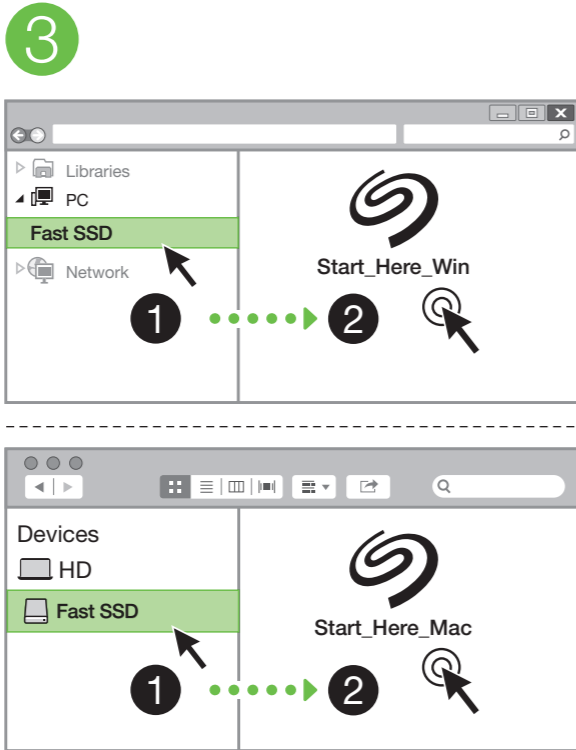 3
Libraries
PC
Fast SSD
Network
Start_Here_Win
1
2
Devices
HD
Fast SSD
Start_Here_Mac
1
2